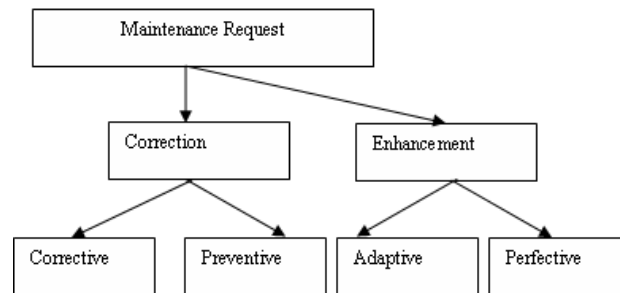 Maintenance Request
Correction
Enhancement
Corrective
Preventive
Adaptive
Perfective